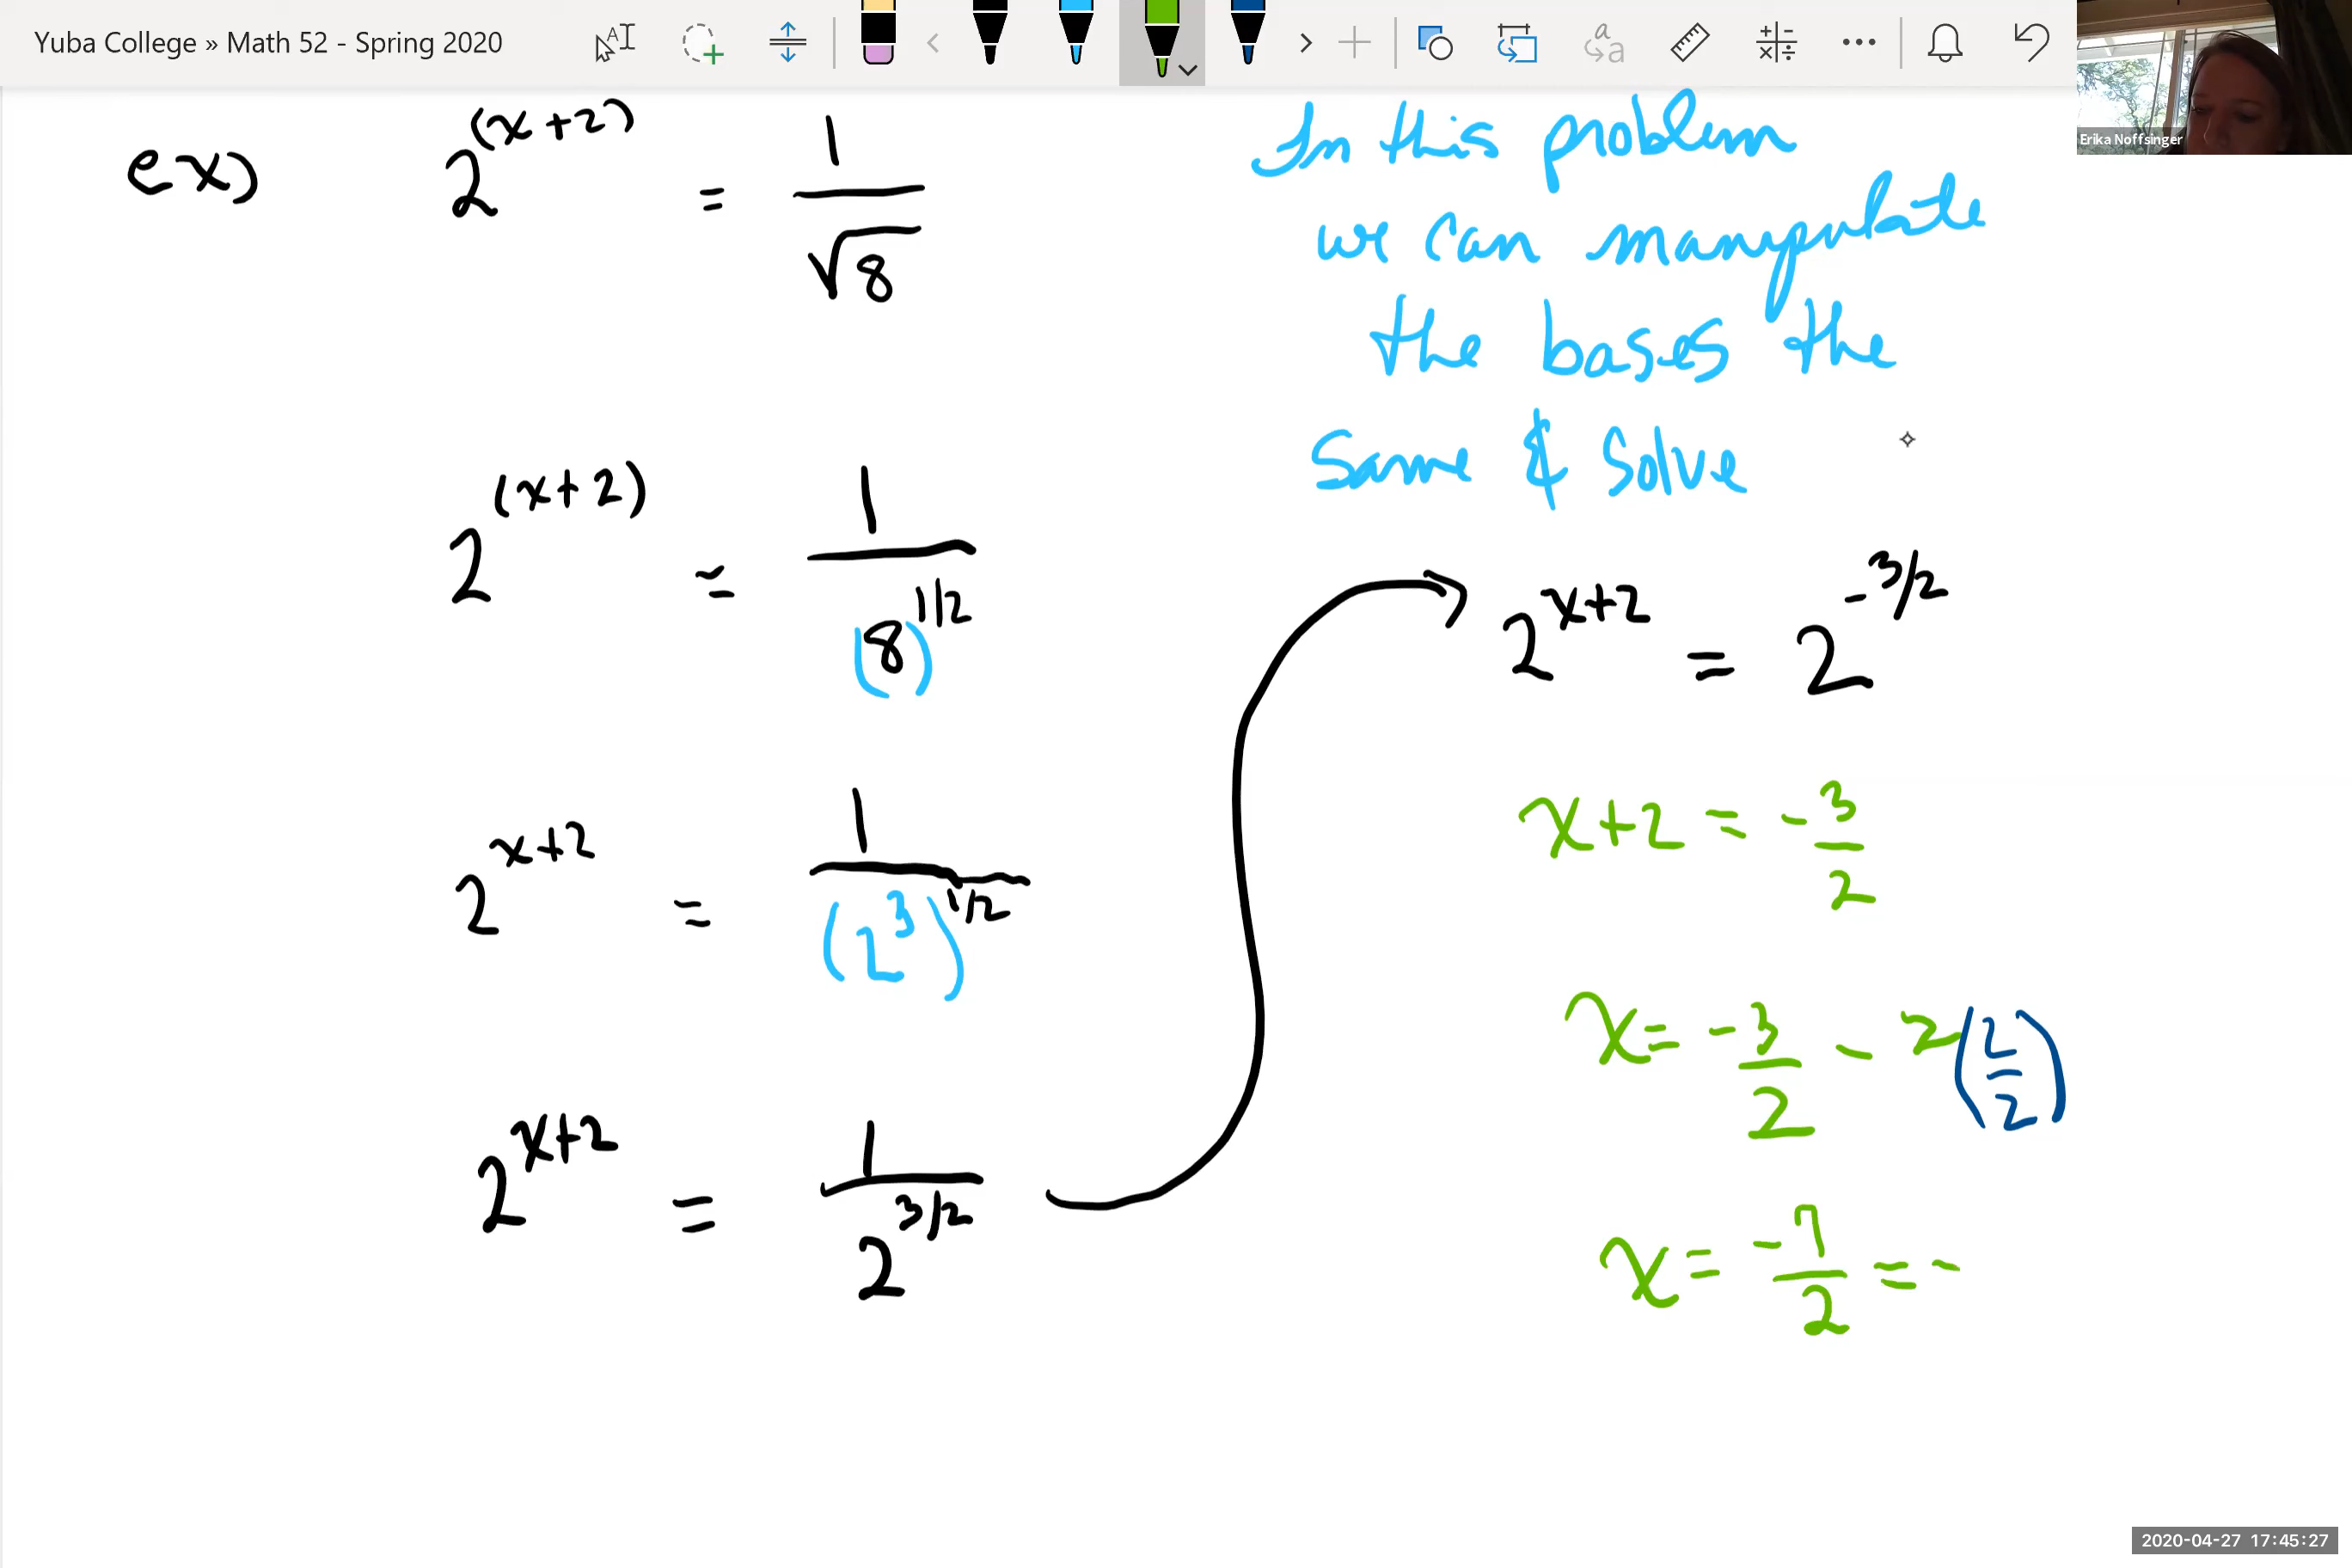 Yuba College » Math 52 - Spring 2020
Erika Noffsinger
ex) 2^(x+2) = 1/√8
In this problem
we can manipulate
the bases the
Same & Solve
2^(x+2) = 1/(8)^1/2
2^x+2 = 1/(2^3)^1/2
2^x+2 = 1/2^3/2
2^x+2 = 2^-3/2
x+2 = -3/2
x = -3/2 - 2(2/2)
x = -7/2 = -
2020-04-27 17:45:27